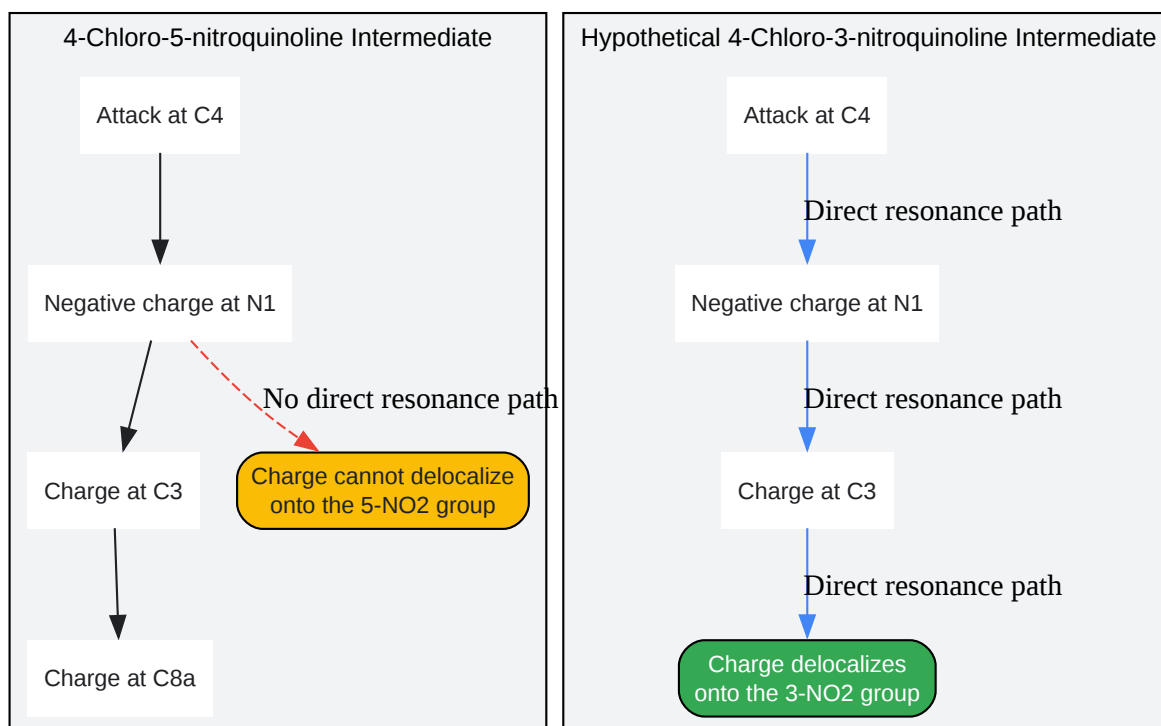 4-Chloro-5-nitroquinoline Intermediate
Attack at C4
Negative charge at N1
No direct resonance path
Charge at C3
Charge cannot delocalize
onto the 5-NO2 group
Charge at C8a
Hypothetical 4-Chloro-3-nitroquinoline Intermediate
Attack at C4
Direct resonance path
Negative charge at N1
Direct resonance path
Charge at C3
Direct resonance path
Charge delocalizes
onto the 3-NO2 group